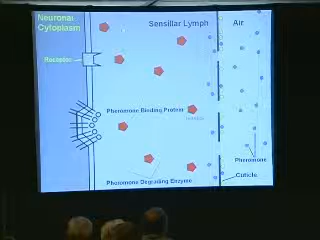 Neuronal
Cytoplasm
Sensillar Lymph
Air
Receptor
Pheromone Binding Protein
Pheromone
Pheromone Degrading Enzyme
Cuticle